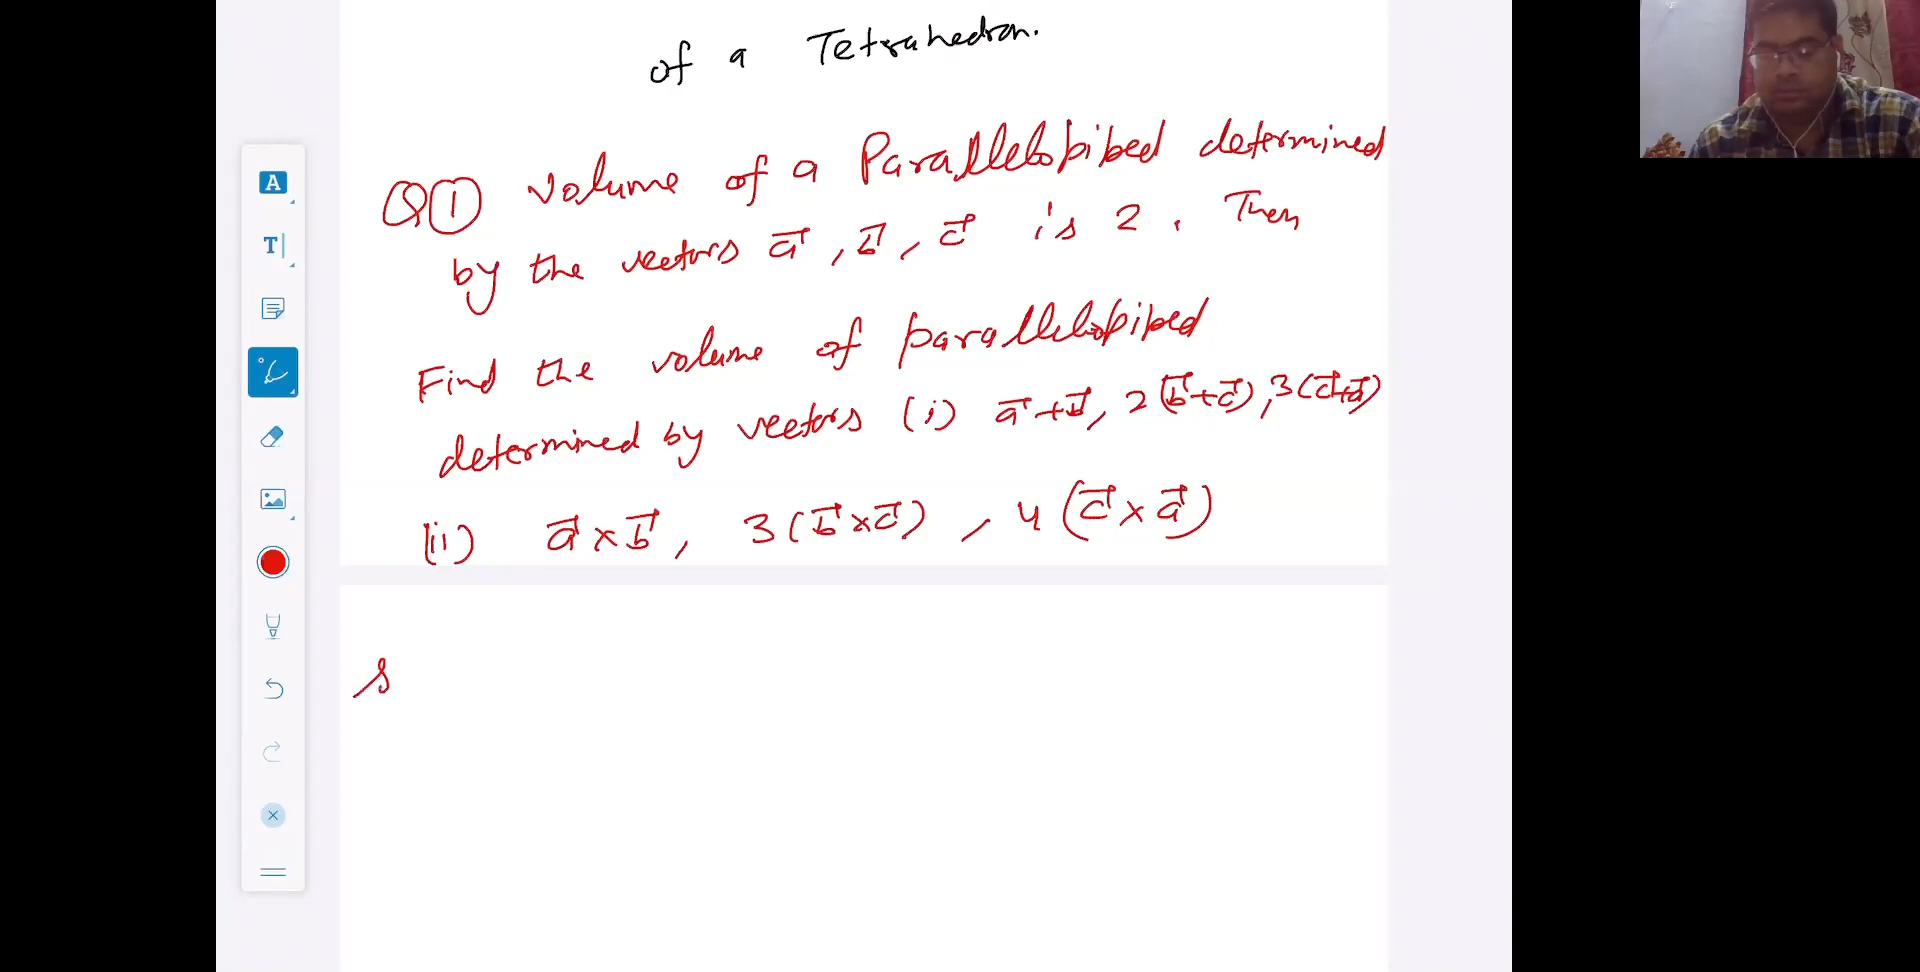 of a Tetrahedron.
Q① Volume of a Parallelopiped determined
by the vectors a⃗, b⃗, c⃗ is 2. Then
Find the volume of parallelopiped
determined by vectors (i) a⃗+b⃗, 2(b⃗+c⃗), 3(c⃗+a⃗)
(ii) a⃗×b⃗, 3(b⃗×c⃗), 4(c⃗×a⃗)
s
A
T